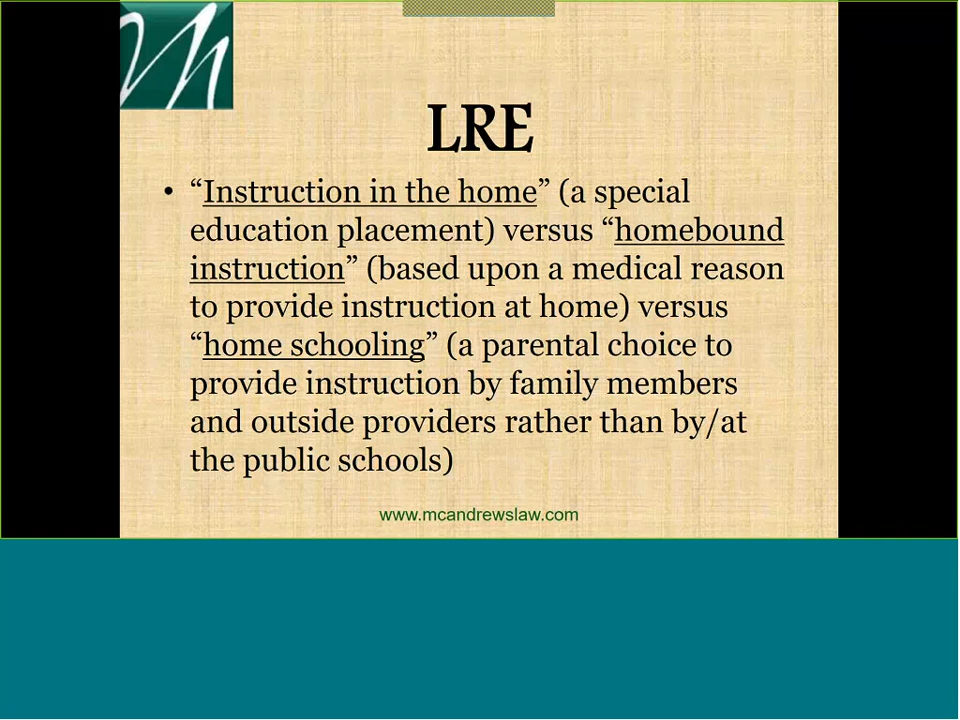 LRE
• “Instruction in the home” (a special
education placement) versus “homebound
instruction” (based upon a medical reason
to provide instruction at home) versus
“home schooling” (a parental choice to
provide instruction by family members
and outside providers rather than by/at
the public schools)
www.mcandrewslaw.com